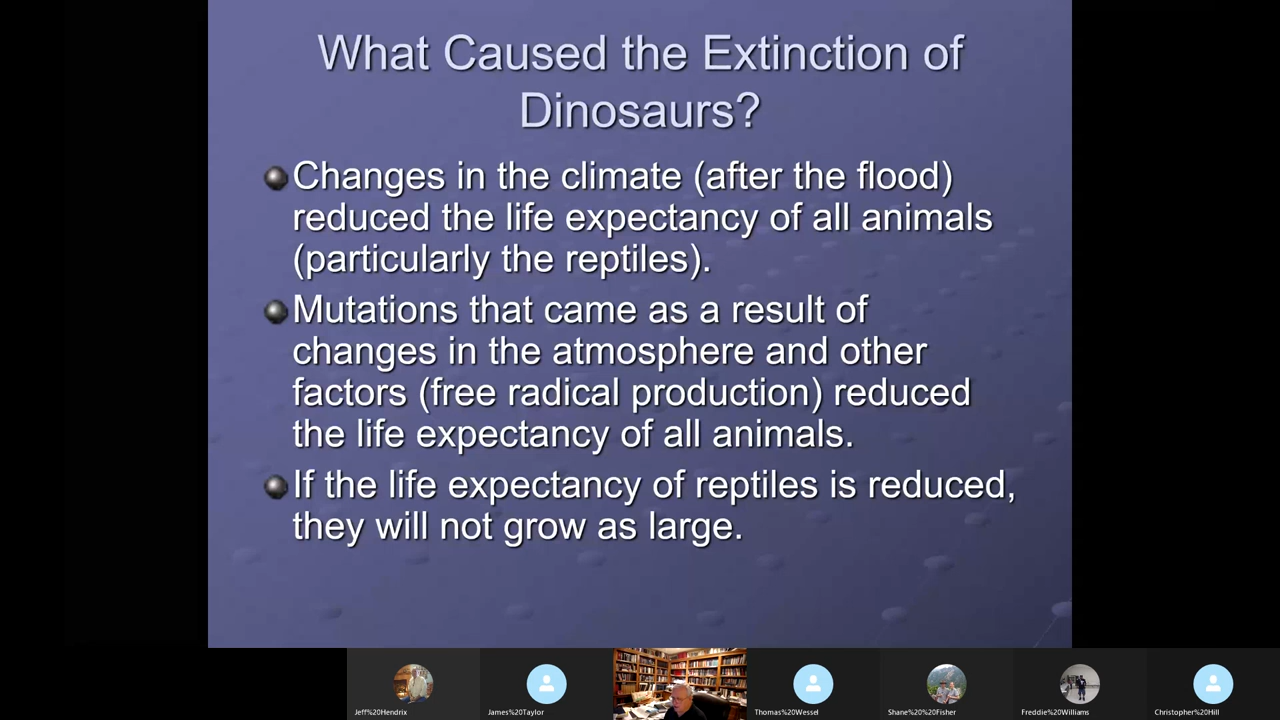 What Caused the Extinction of
Dinosaurs?
Changes in the climate (after the flood)
reduced the life expectancy of all animals
(particularly the reptiles).
Mutations that came as a result of
changes in the atmosphere and other
factors (free radical production) reduced
the life expectancy of all animals.
If the life expectancy of reptiles is reduced,
they will not grow as large.
Jeff%20Hendrix
James%20Taylor
Thomas%20Wessel
Shane%20%20Fisher
Freddie%20Williams
Christopher%20Hill